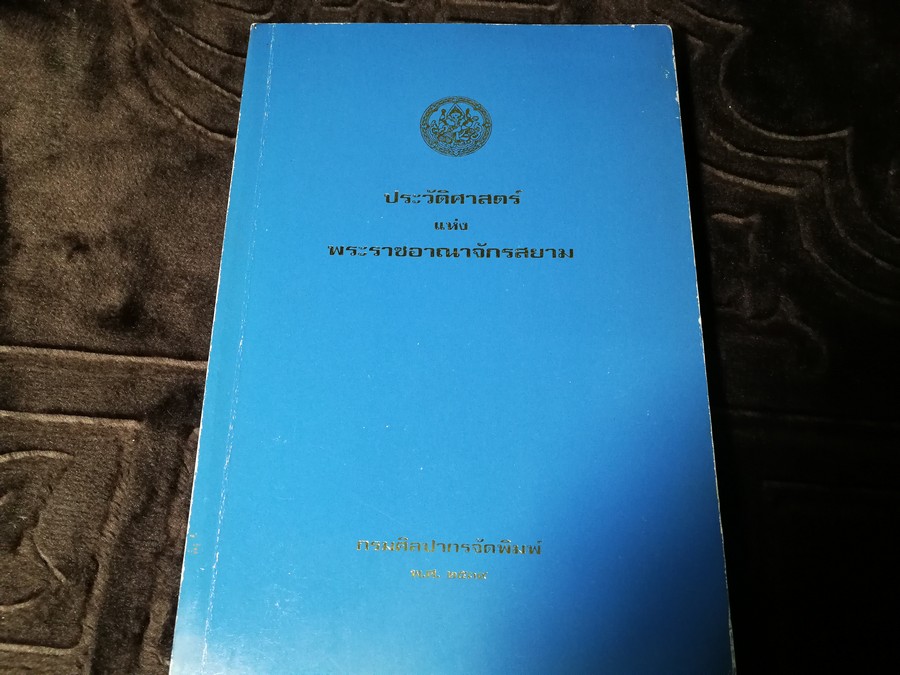 ประวัติศาสตร์
แห่ง
พระราชอาณาจักรสยาม
กรมศิลปากรจัดพิมพ์
พ.ศ.